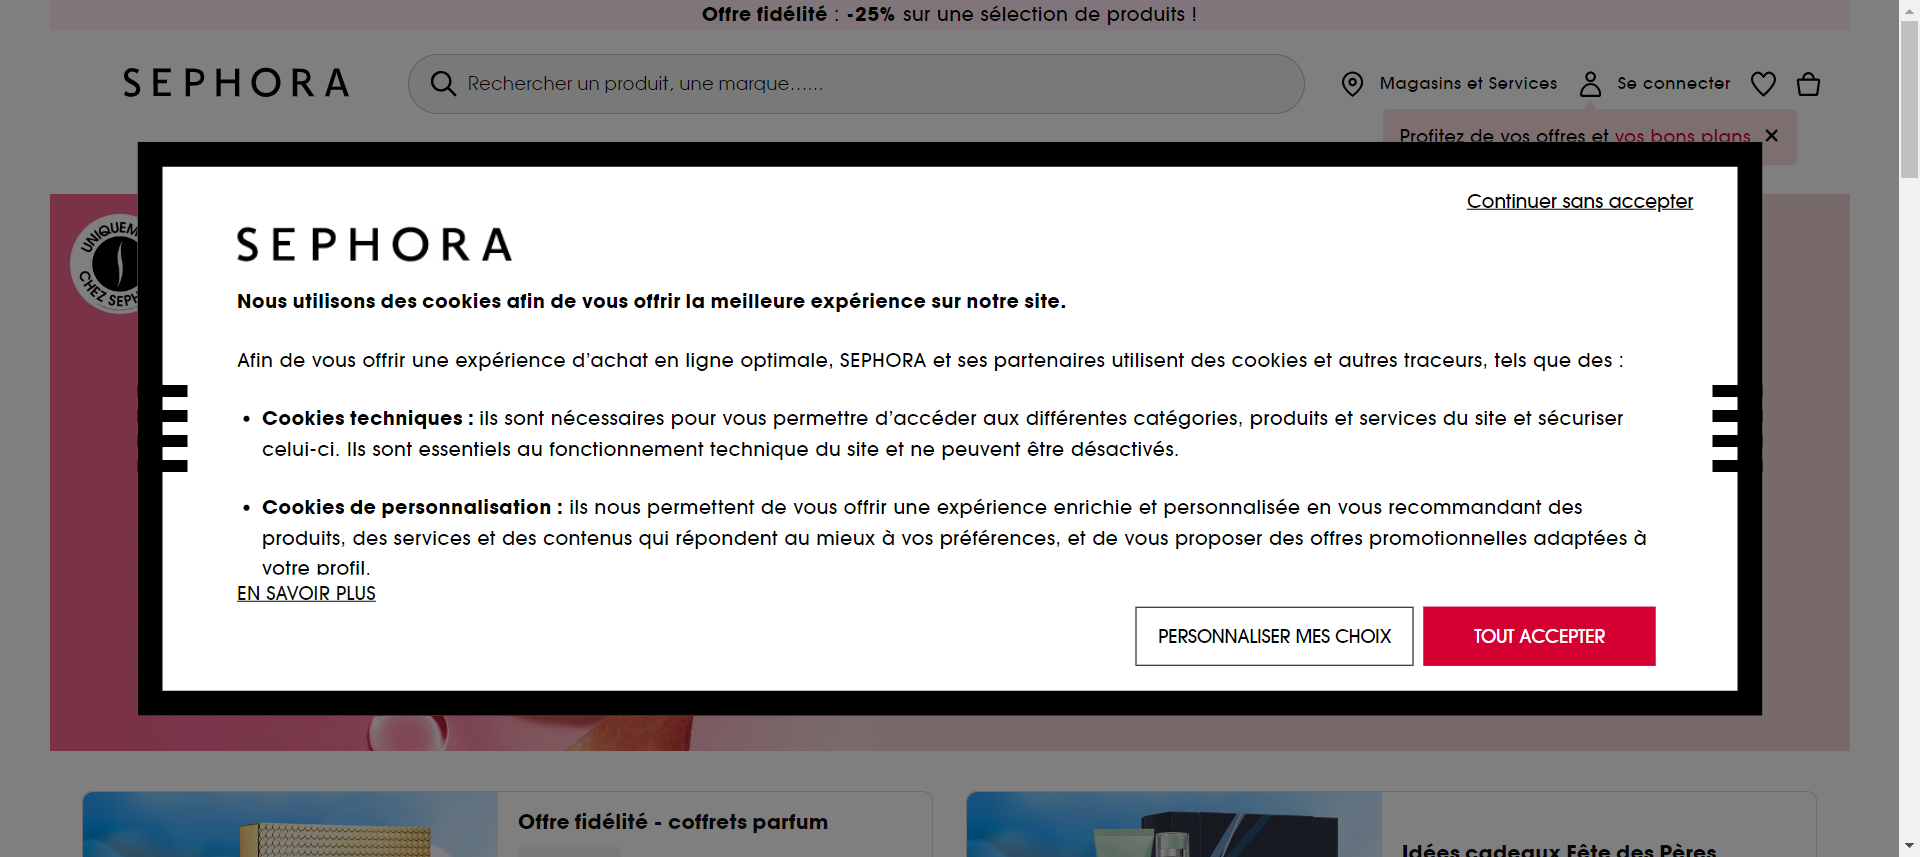 Offre fidélité : -25% sur une sélection de produits !
SEPHORA
Rechercher un produit, une marque......
Magasins et Services
Se connecter
Profitez de vos offres et vos bons plans
UNIQUEM
CHEZ SEPH
Continuer sans accepter
SEPHORA
Nous utilisons des cookies afin de vous offrir la meilleure expérience sur notre site.
Afin de vous offrir une expérience d’achat en ligne optimale, SEPHORA et ses partenaires utilisent des cookies et autres traceurs, tels que des :
• Cookies techniques : ils sont nécessaires pour vous permettre d’accéder aux différentes catégories, produits et services du site et sécuriser
celui-ci. Ils sont essentiels au fonctionnement technique du site et ne peuvent être désactivés.
• Cookies de personnalisation : ils nous permettent de vous offrir une expérience enrichie et personnalisée en vous recommandant des
produits, des services et des contenus qui répondent au mieux à vos préférences, et de vous proposer des offres promotionnelles adaptées à
votre profil.
EN SAVOIR PLUS
PERSONNALISER MES CHOIX
TOUT ACCEPTER
Offre fidélité - coffrets parfum
Idées cadeaux Fête des Pères